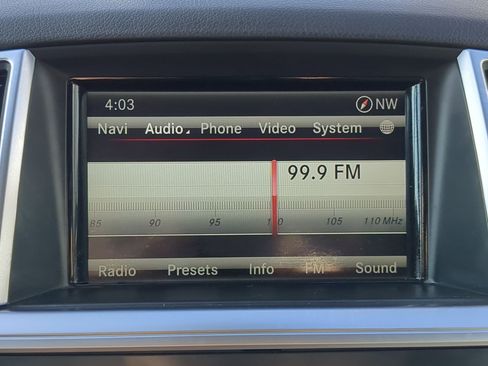 4:03 NW
Navi Audio Phone Video System
99.9 FM
85 90 95 100 105 110 MHz
Radio Presets Info FM Sound